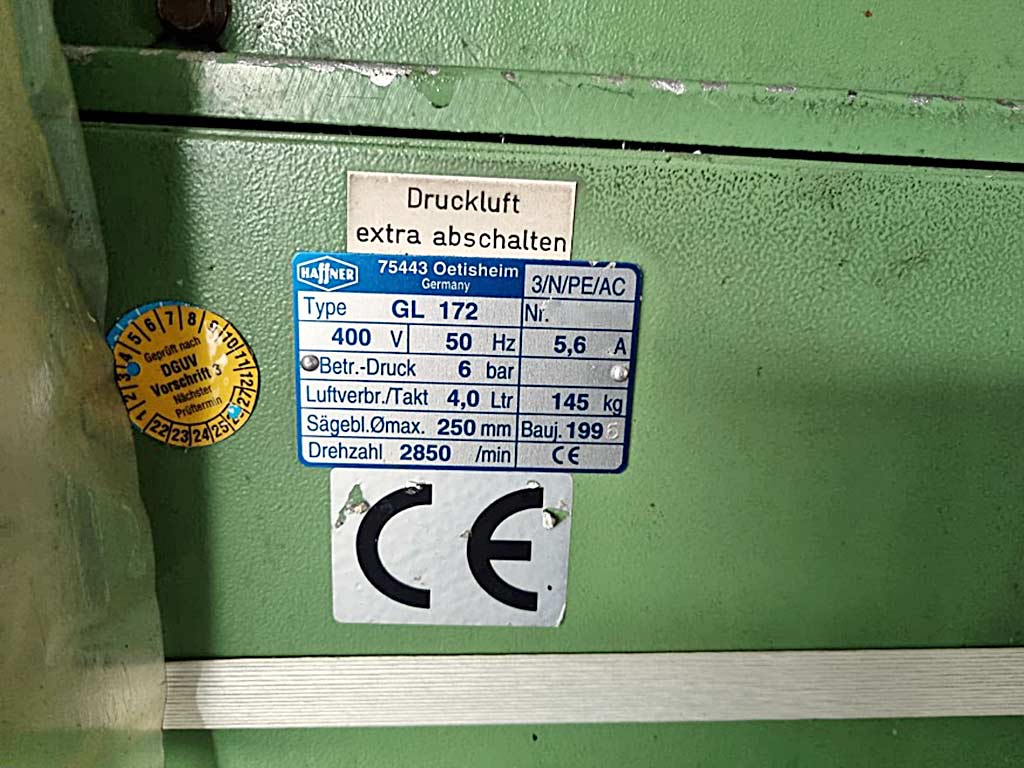 Druckluft
extra abschalten
HAFFNER
75443 Oetisheim
Germany
3/N/PE/AC
Type GL 172 Nr.
400 V 50 Hz 5,6 A
Betr.-Druck 6 bar
Luftverbr./Takt 4,0 Ltr 145 kg
Sägebl.Ømax. 250 mm Bauj. 1995
Drehzahl 2850 /min CE
CE
1 2 3 4 5 6 7 8 9 10 11 12
Geprüft nach
DGUV
Vorschrift 3
Nächster
Prüftermin
22 23 24 25 27